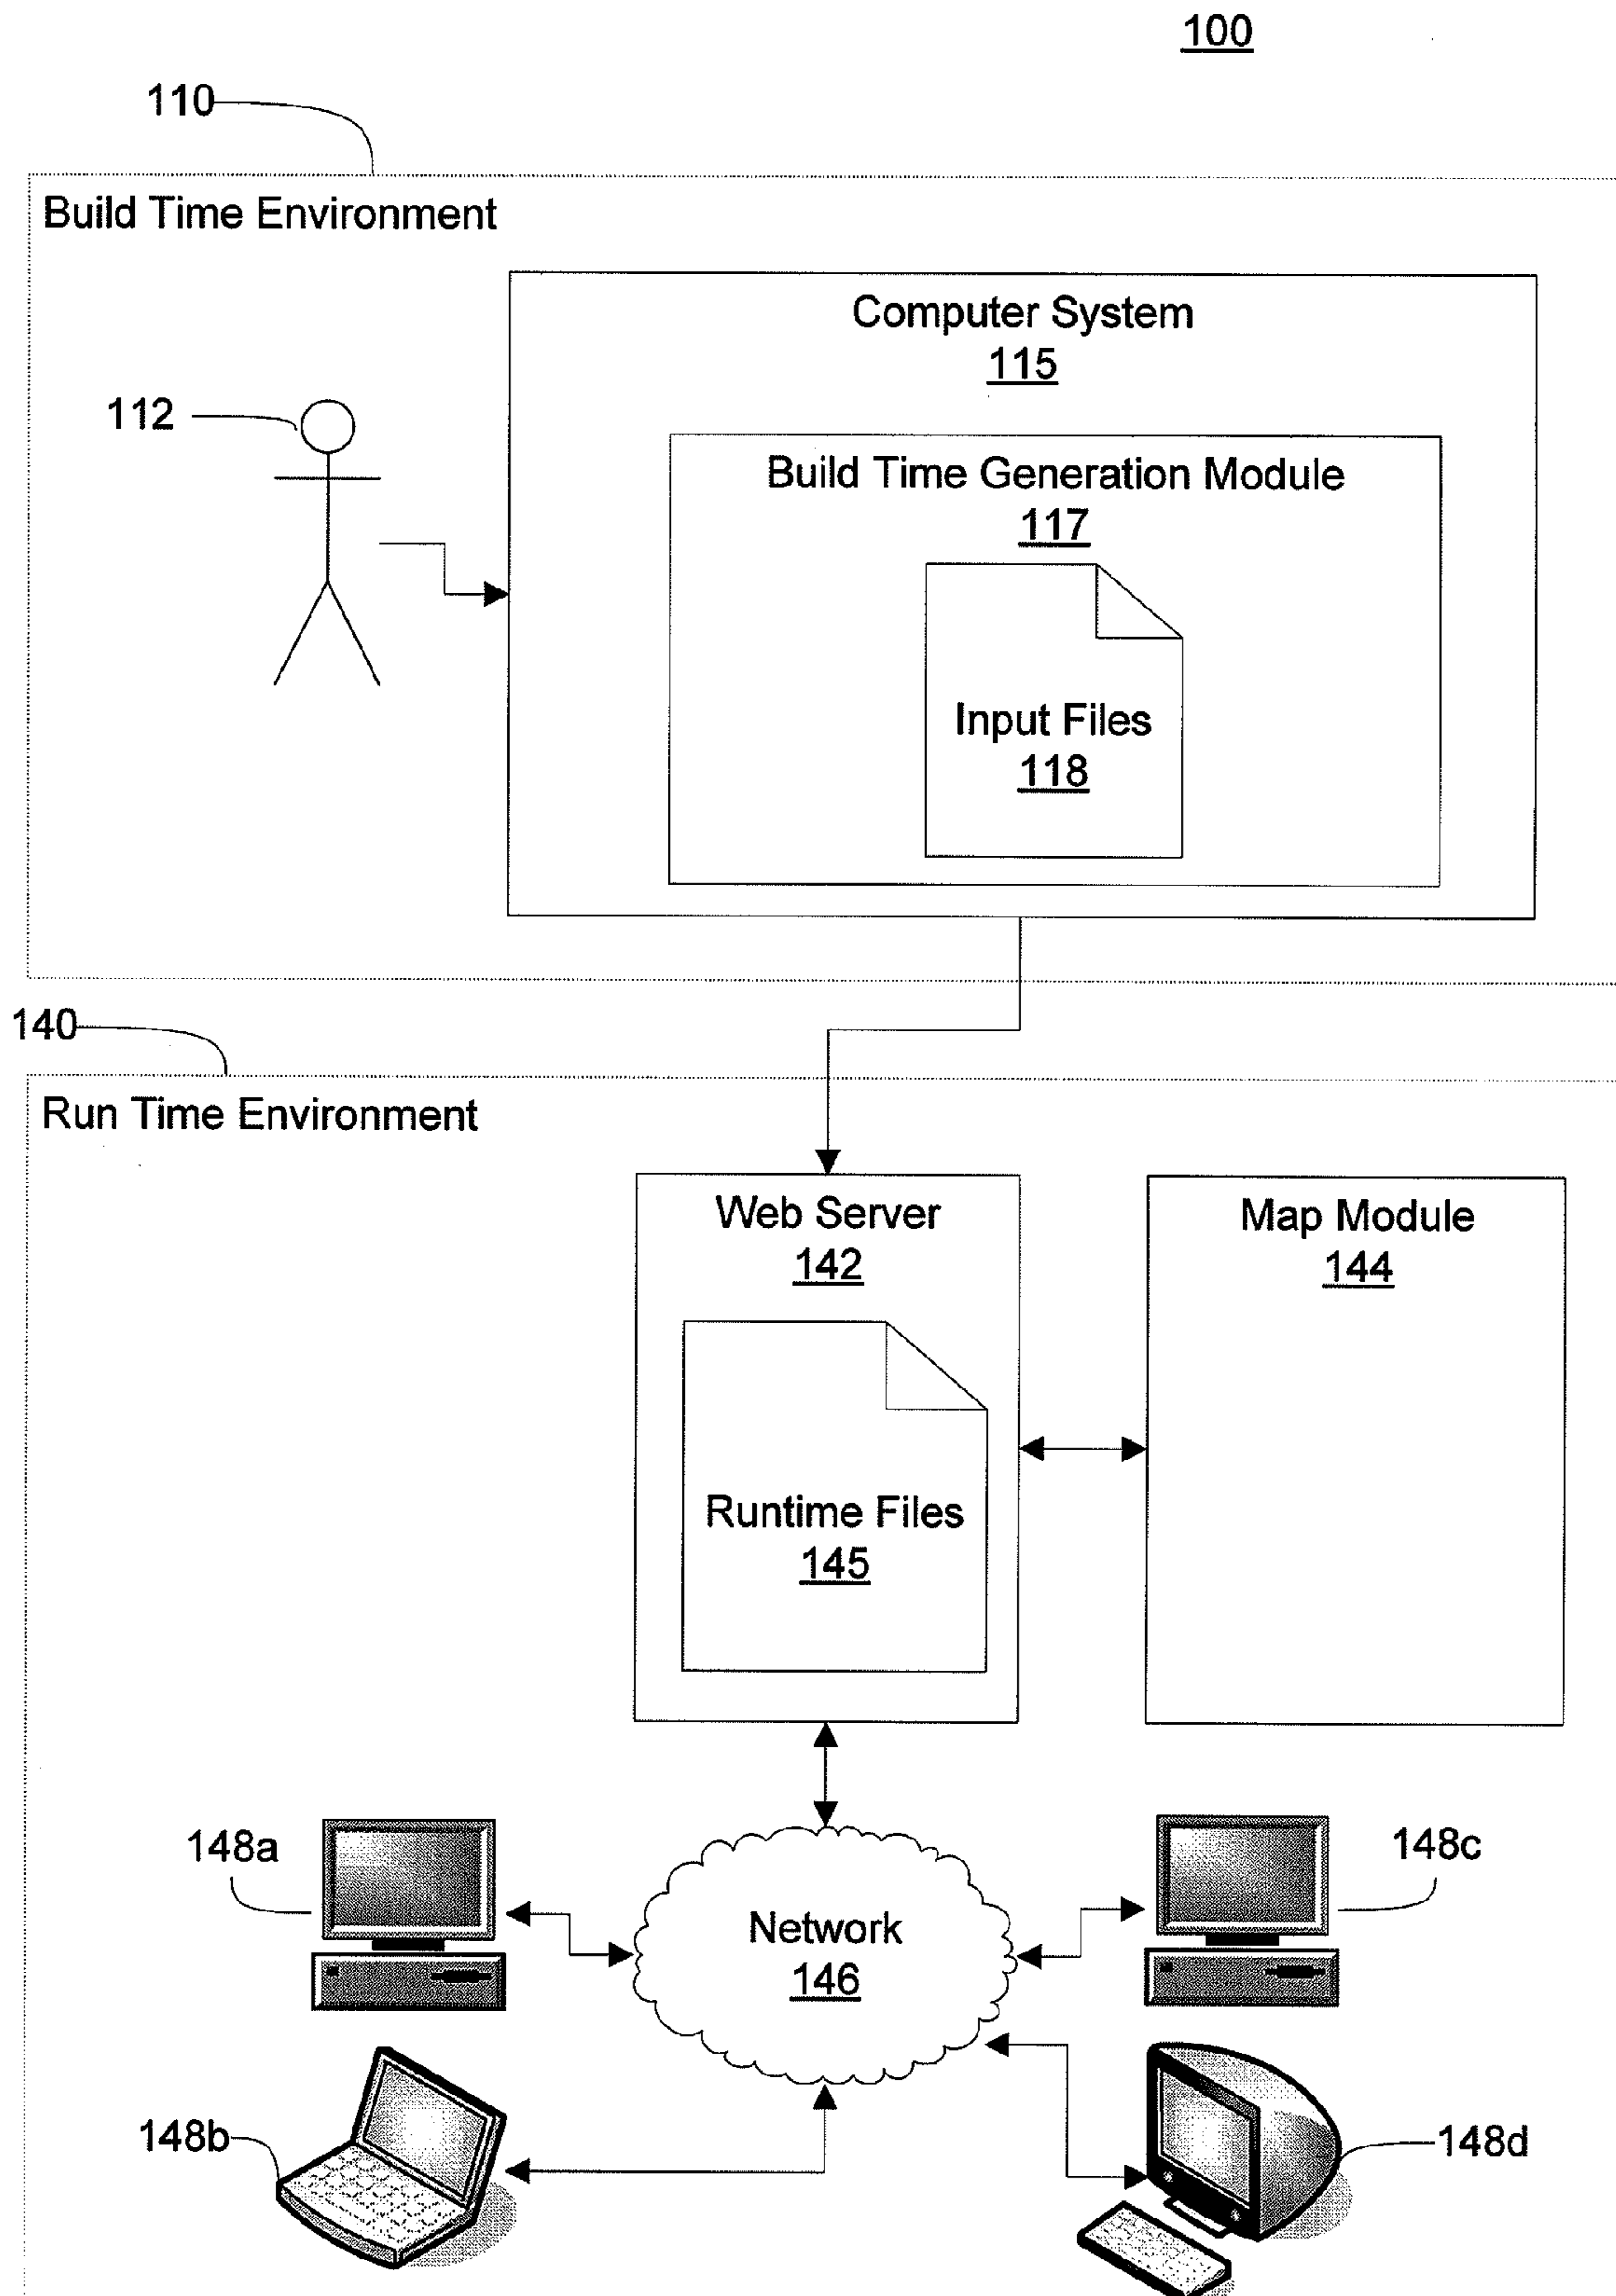 100
110
Build Time Environment
Computer System
115
112
Build Time Generation Module
117
Input Files
118
140
Run Time Environment
Web Server
142
Map Module
144
Runtime Files
145
148a
148c
Network
146
148b
148d